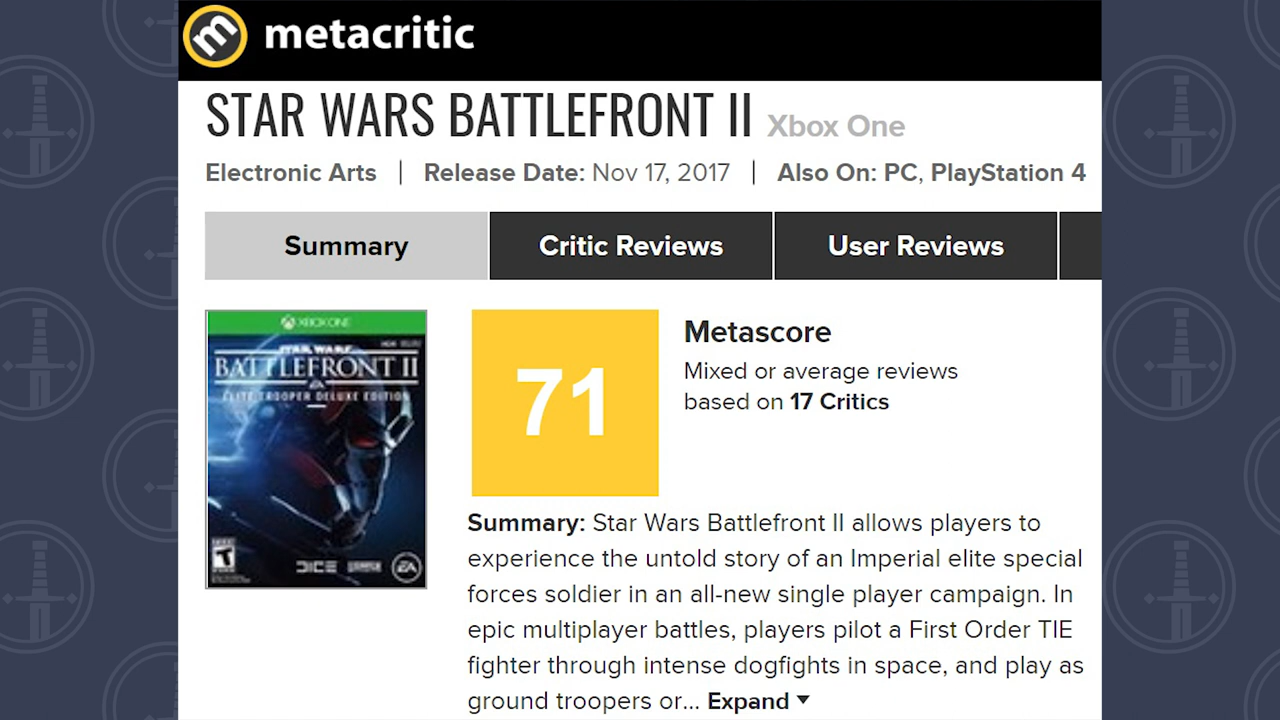 metacritic
STAR WARS BATTLEFRONT II Xbox One
Electronic Arts | Release Date: Nov 17, 2017 | Also On: PC, PlayStation 4
Summary Critic Reviews User Reviews
XBOX ONE
STAR WARS
BATTLEFRONT II
EA
ELITE TROOPER DELUXE EDITION
71
Metascore
Mixed or average reviews
based on 17 Critics
T
DICE
EA
Summary: Star Wars Battlefront II allows players to
experience the untold story of an Imperial elite special
forces soldier in an all-new single player campaign. In
epic multiplayer battles, players pilot a First Order TIE
fighter through intense dogfights in space, and play as
ground troopers or... Expand